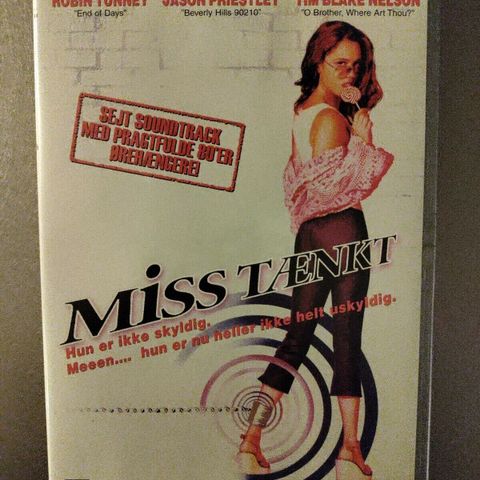 ROBIN TUNNEY JASON PRIESTLEY TIM BLAKE NELSON
"End of Days" "Beverly Hills 90210" "O Brother, Where Art Thou?"
SEJT SOUNDTRACK
MED PRAGTFULDE 80'ER
ØREHÆNGERE!
MISS TÆNKT
Hun er ikke skyldig.
Meeen.... hun er nu heller ikke helt uskyldig.